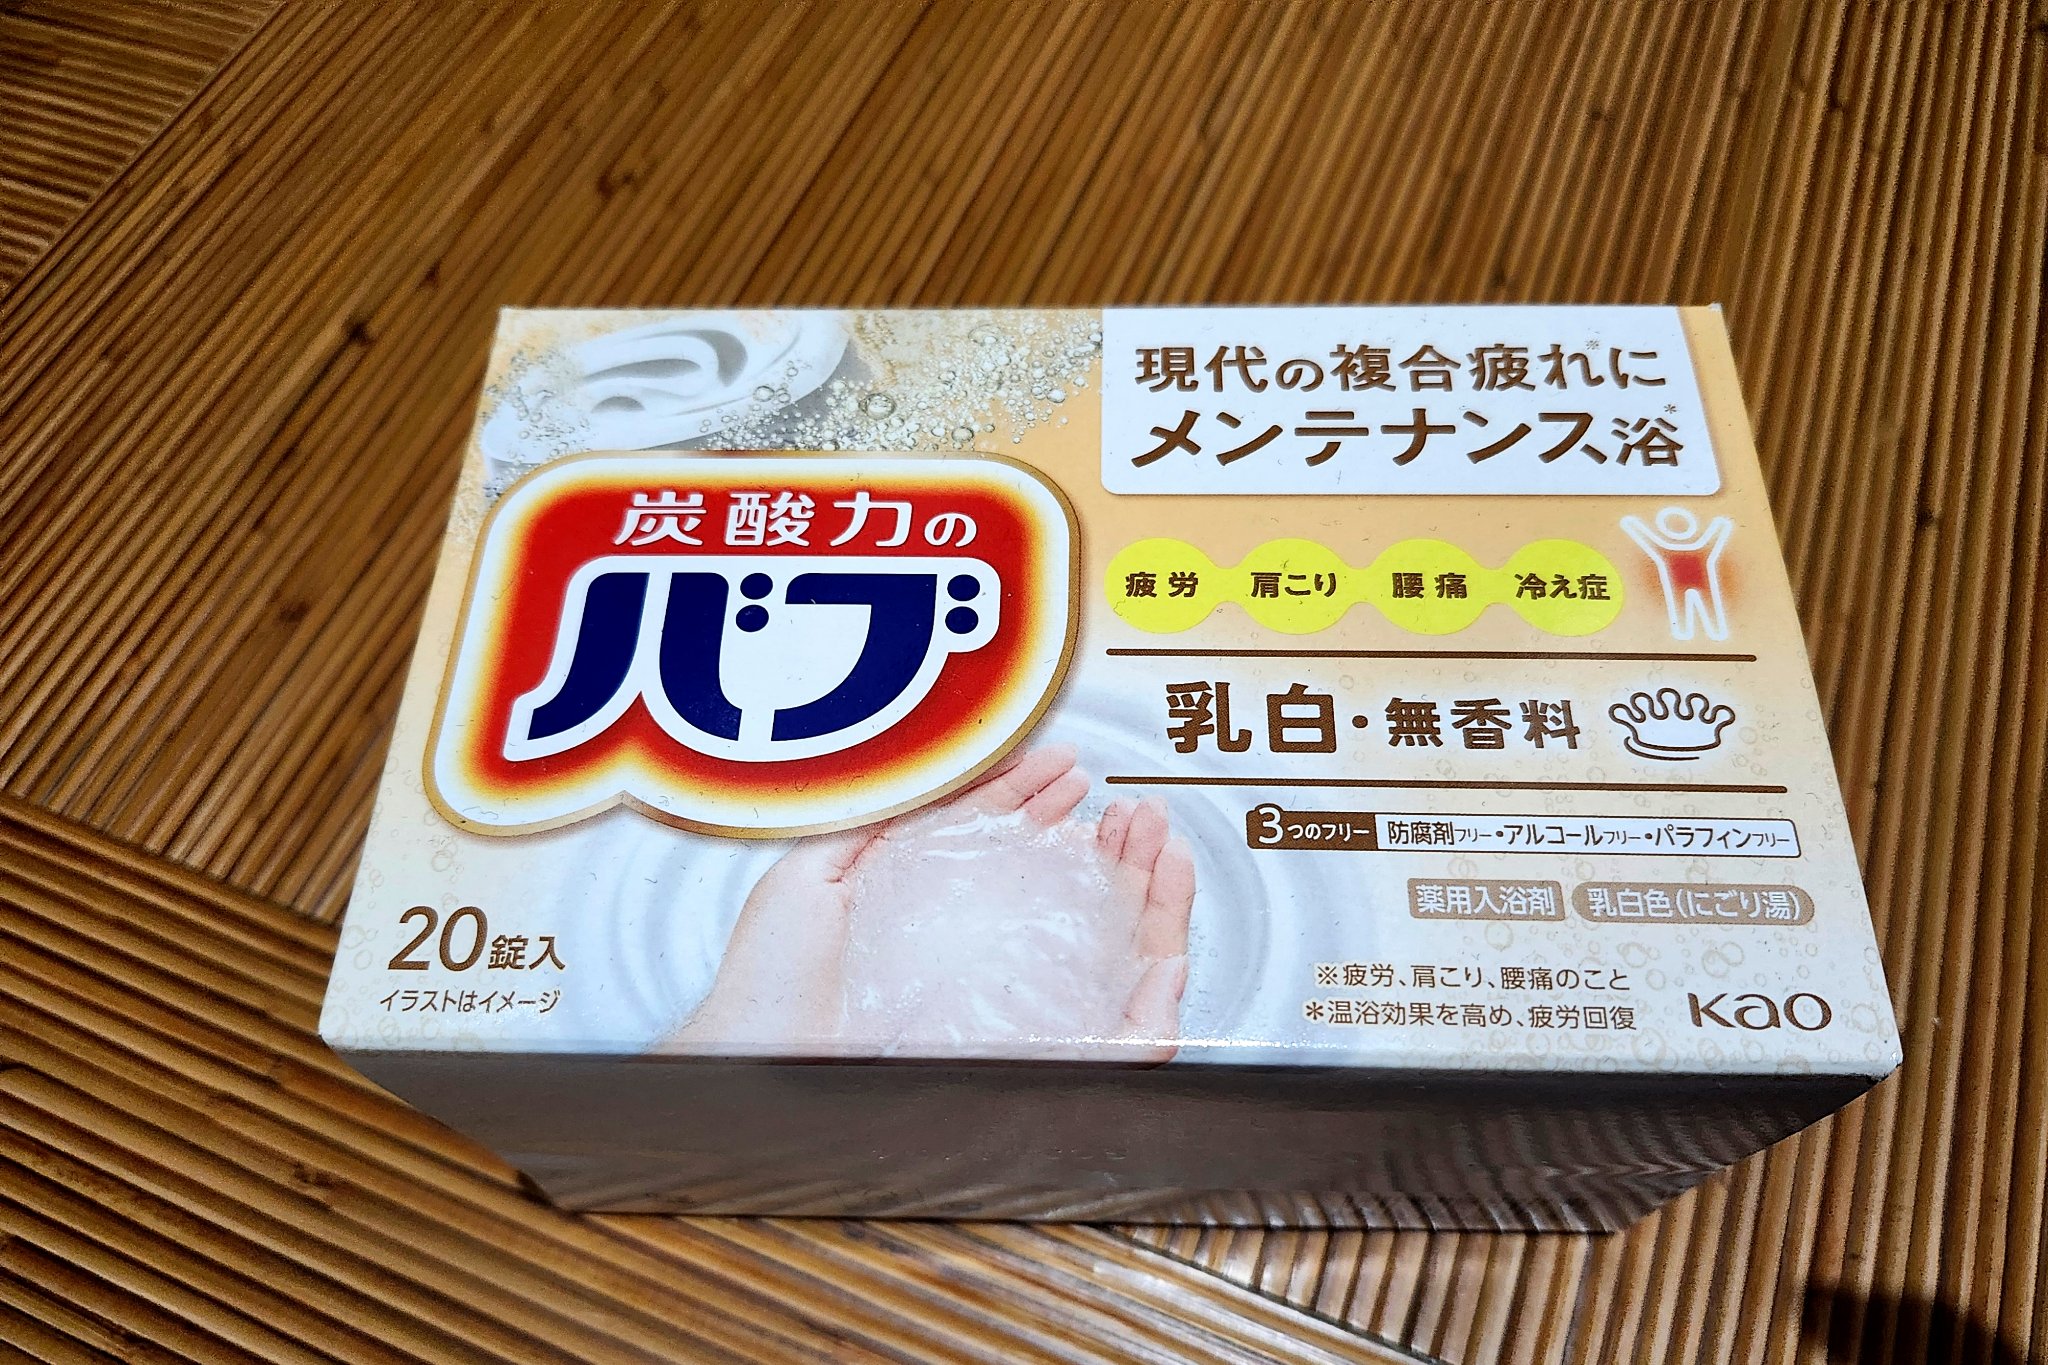 現代の複合疲れに※
メンテナンス浴*
炭酸力の
バブ
疲労 肩こり 腰痛 冷え症
乳白・無香料
3つのフリー 防腐剤フリー・アルコールフリー・パラフィンフリー
薬用入浴剤 乳白色(にごり湯)
20錠入
イラストはイメージ
※疲労、肩こり、腰痛のこと
*温浴効果を高め、疲労回復
Kao